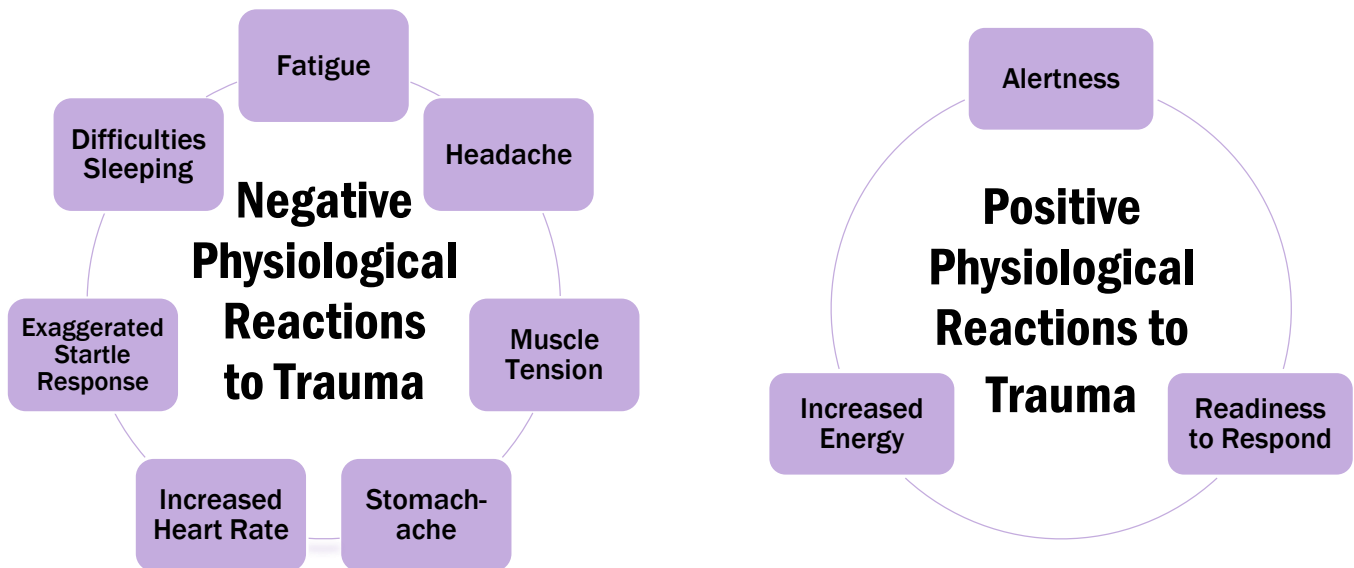 Fatigue
Headache
Muscle
Tension
Stomach-
ache
Increased
Heart Rate
Exaggerated
Startle
Response
Difficulties
Sleeping
Negative
Physiological
Reactions
to Trauma
Alertness
Readiness
to Respond
Increased
Energy
Positive
Physiological
Reactions to
Trauma